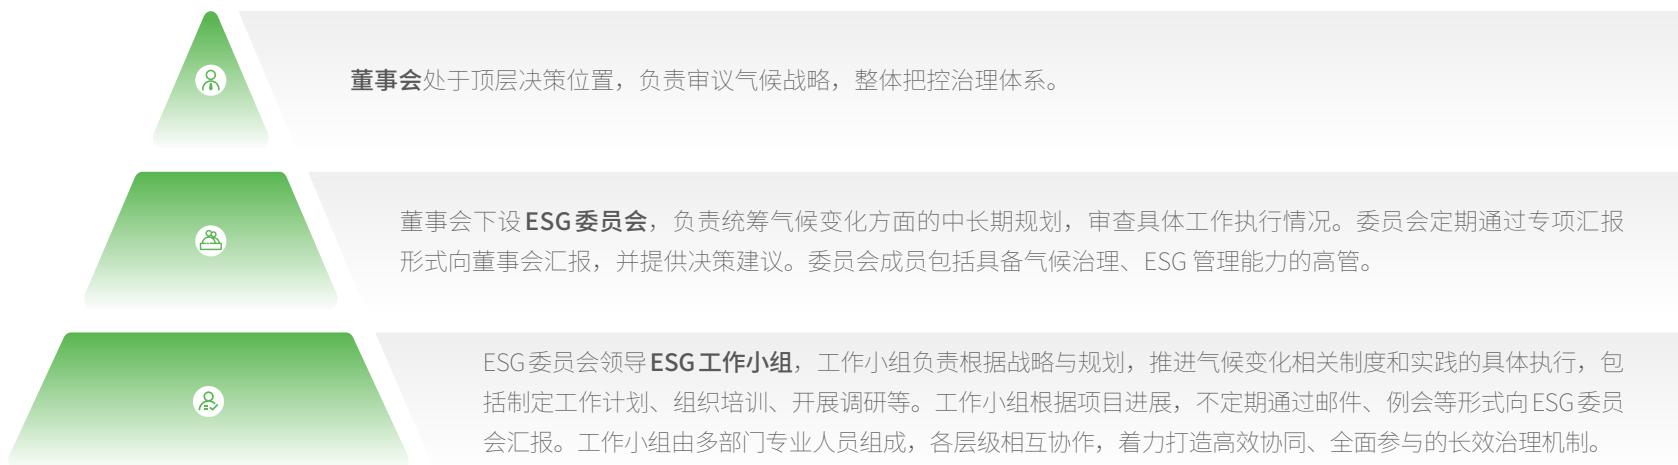 董事会处于顶层决策位置，负责审议气候战略，整体把控治理体系。
董事会下设ESG委员会，负责统筹气候变化方面的中长期规划，审查具体工作执行情况。委员会定期通过专项汇报
形式向董事会汇报，并提供决策建议。委员会成员包括具备气候治理、ESG 管理能力的高管。
ESG委员会领导ESG工作小组，工作小组负责根据战略与规划，推进气候变化相关制度和实践的具体执行，包
括制定工作计划、组织培训、开展调研等。工作小组根据项目进展，不定期通过邮件、例会等形式向ESG委员
会汇报。工作小组由多部门专业人员组成，各层级相互协作，着力打造高效协同、全面参与的长效治理机制。